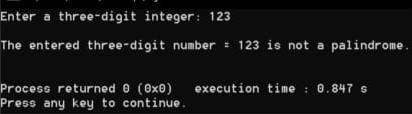 Enter a three-digit integer: 123
The entered three-digit number = 123 is not a palindrome.
Process returned 0 (0x0)   execution time : 0.847 s
Press any key to continue.